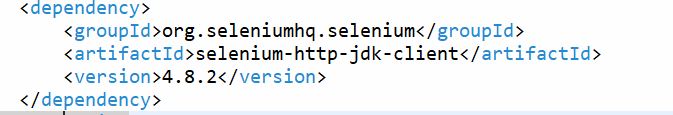 <dependency>
<groupId>org.seleniumhq.selenium</groupId>
<artifactId>selenium-http-jdk-client</artifactId>
<version>4.8.2</version>
</dependency>